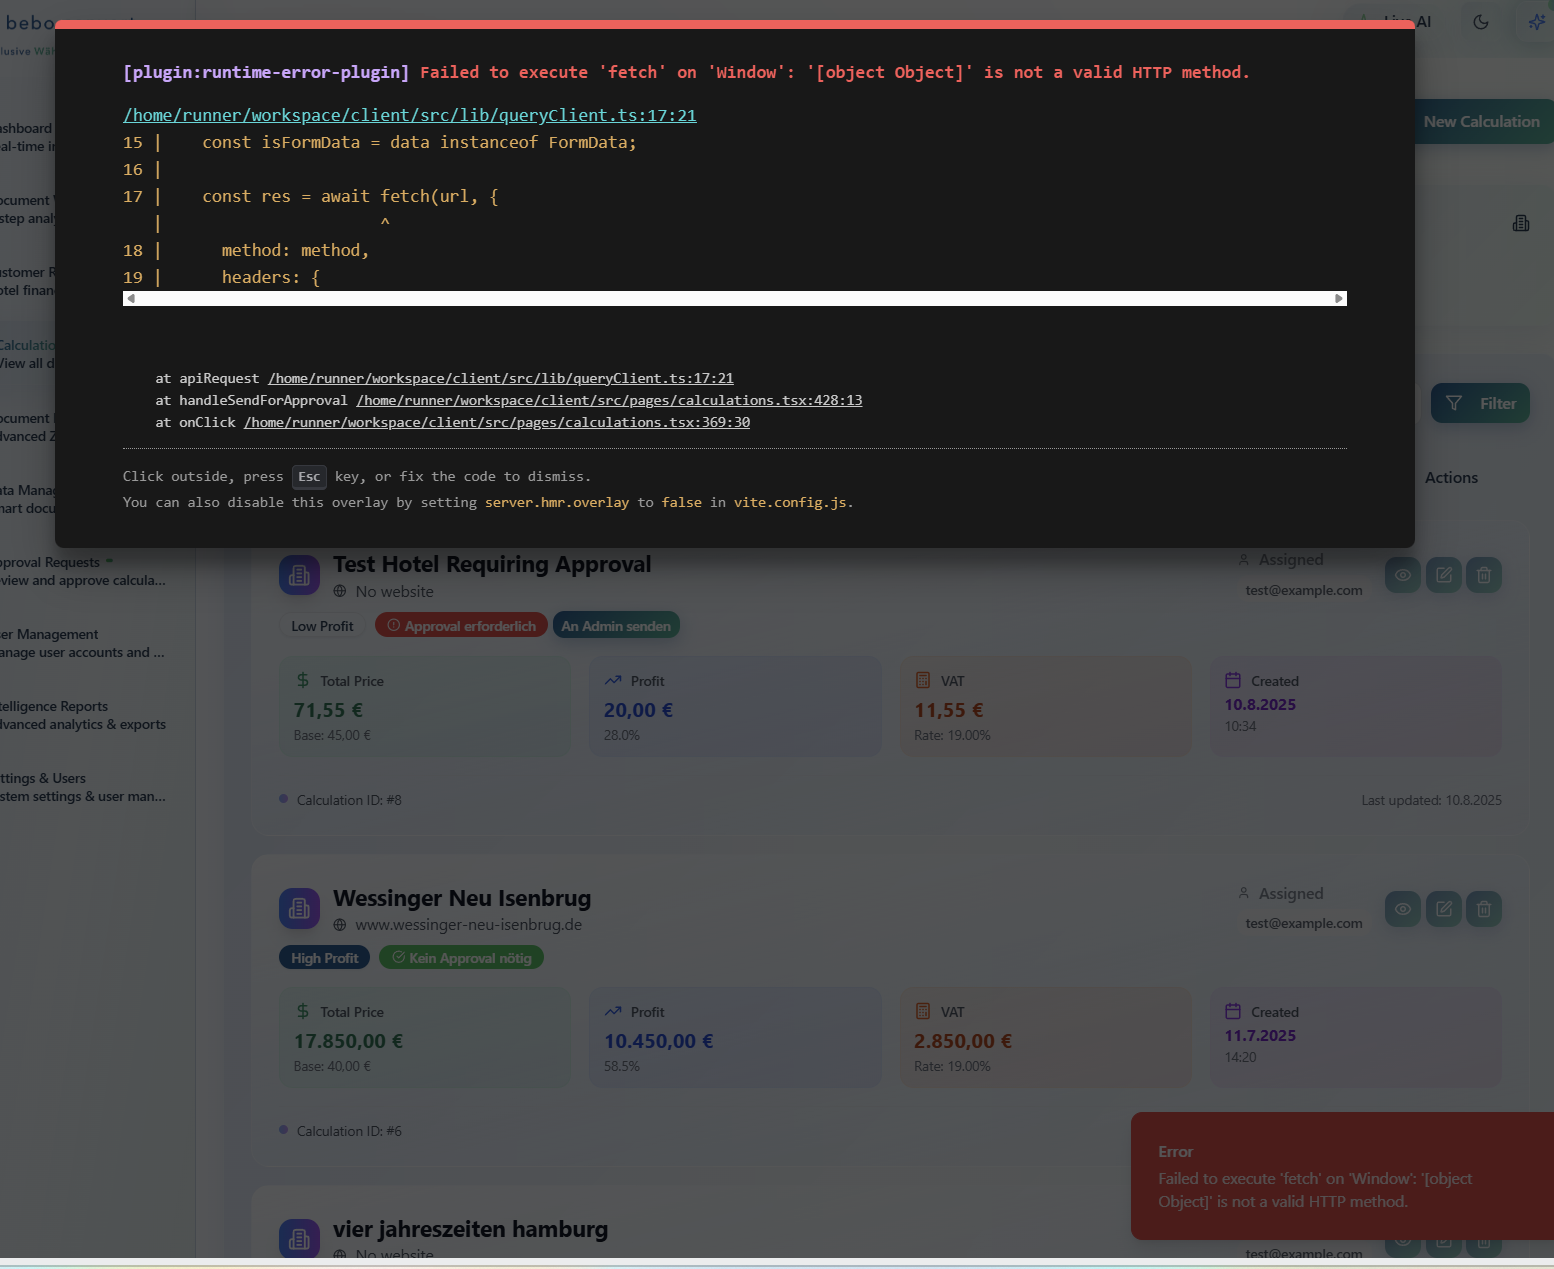 bebo
Live AI
[plugin:runtime-error-plugin] Failed to execute 'fetch' on 'Window': '[object Object]' is not a valid HTTP method.
/home/runner/workspace/client/src/lib/queryClient.ts:17:21
15 |    const isFormData = data instanceof FormData;
16 |
17 |    const res = await fetch(url, {
   |                      ^
18 |      method: method,
19 |      headers: {
at apiRequest /home/runner/workspace/client/src/lib/queryClient.ts:17:21
at handleSendForApproval /home/runner/workspace/client/src/pages/calculations.tsx:428:13
at onClick /home/runner/workspace/client/src/pages/calculations.tsx:369:30
Click outside, press Esc key, or fix the code to dismiss.
You can also disable this overlay by setting server.hmr.overlay to false in vite.config.js.
New Calculation
Filter
Actions
lusive Wäh
shboard
al-time in
ocument
step anal
ustomer R
otel finan
Calculatio
View all d
ocument
dvanced Z
ata Manag
mart docu
pproval Requests
view and approve calcula...
ser Management
anage user accounts and ...
telligence Reports
dvanced analytics & exports
ttings & Users
stem settings & user man...
Test Hotel Requiring Approval
No website
Assigned
test@example.com
Low Profit
Approval erforderlich
An Admin senden
Total Price
71,55 €
Base: 45,00 €
Profit
20,00 €
28.0%
VAT
11,55 €
Rate: 19.00%
Created
10.8.2025
10:34
Calculation ID: #8
Last updated: 10.8.2025
Wessinger Neu Isenbrug
www.wessinger-neu-isenbrug.de
Assigned
test@example.com
High Profit
Kein Approval nötig
Total Price
17.850,00 €
Base: 40,00 €
Profit
10.450,00 €
58.5%
VAT
2.850,00 €
Rate: 19.00%
Created
11.7.2025
14:20
Calculation ID: #6
vier jahreszeiten hamburg
No website
test@example.com
Error
Failed to execute 'fetch' on 'Window': '[object
Object]' is not a valid HTTP method.